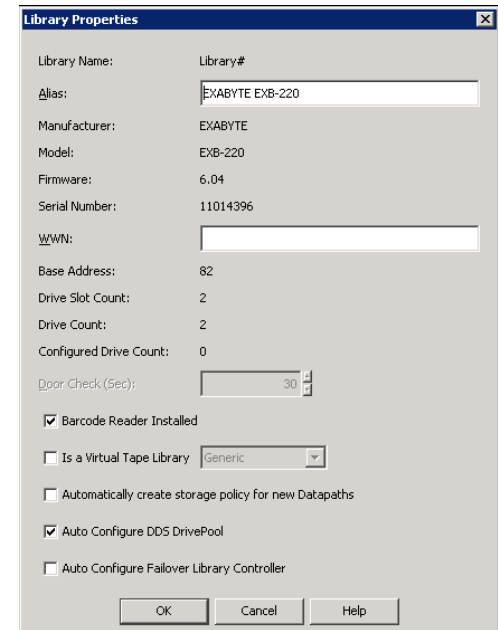 Library Properties
Library Name: Library#
Alias: EXABYTE EXB-220
Manufacturer: EXABYTE
Model: EXB-220
Firmware: 6.04
Serial Number: 11014396
WWN:
Base Address: 82
Drive Slot Count: 2
Drive Count: 2
Configured Drive Count: 0
Door Check (Sec): 30
Barcode Reader Installed
Is a Virtual Tape Library Generic
Automatically create storage policy for new Datapaths
Auto Configure DDS DrivePool
Auto Configure Failover Library Controller
OK Cancel Help